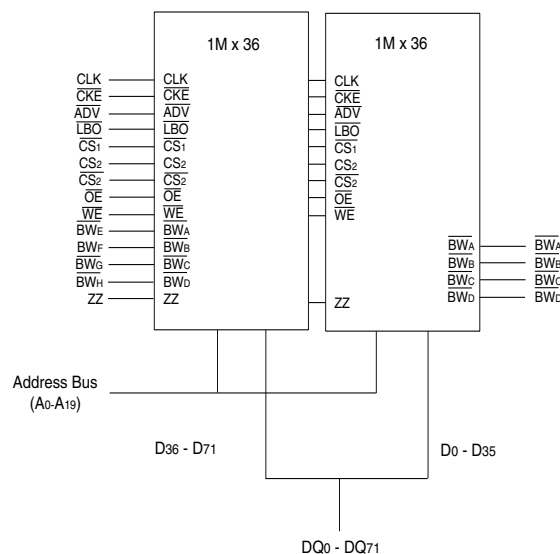 1M x 36 1M x 36
CLK CLK CLK
CKE CKE CKE
ADV ADV ADV
LBO LBO LBO
CS1 CS1 CS1
CS2 CS2 CS2
CS2 CS2 CS2
OE OE OE
WE WE WE
BWE BWA
BWF BWB
BWG BWC
BWH BWD
ZZ ZZ ZZ
BWA BWA
BWB BWB
BWC BWC
BWD BWD
Address Bus
(A0-A19)
D36 - D71 D0 - D35
DQ0 - DQ71